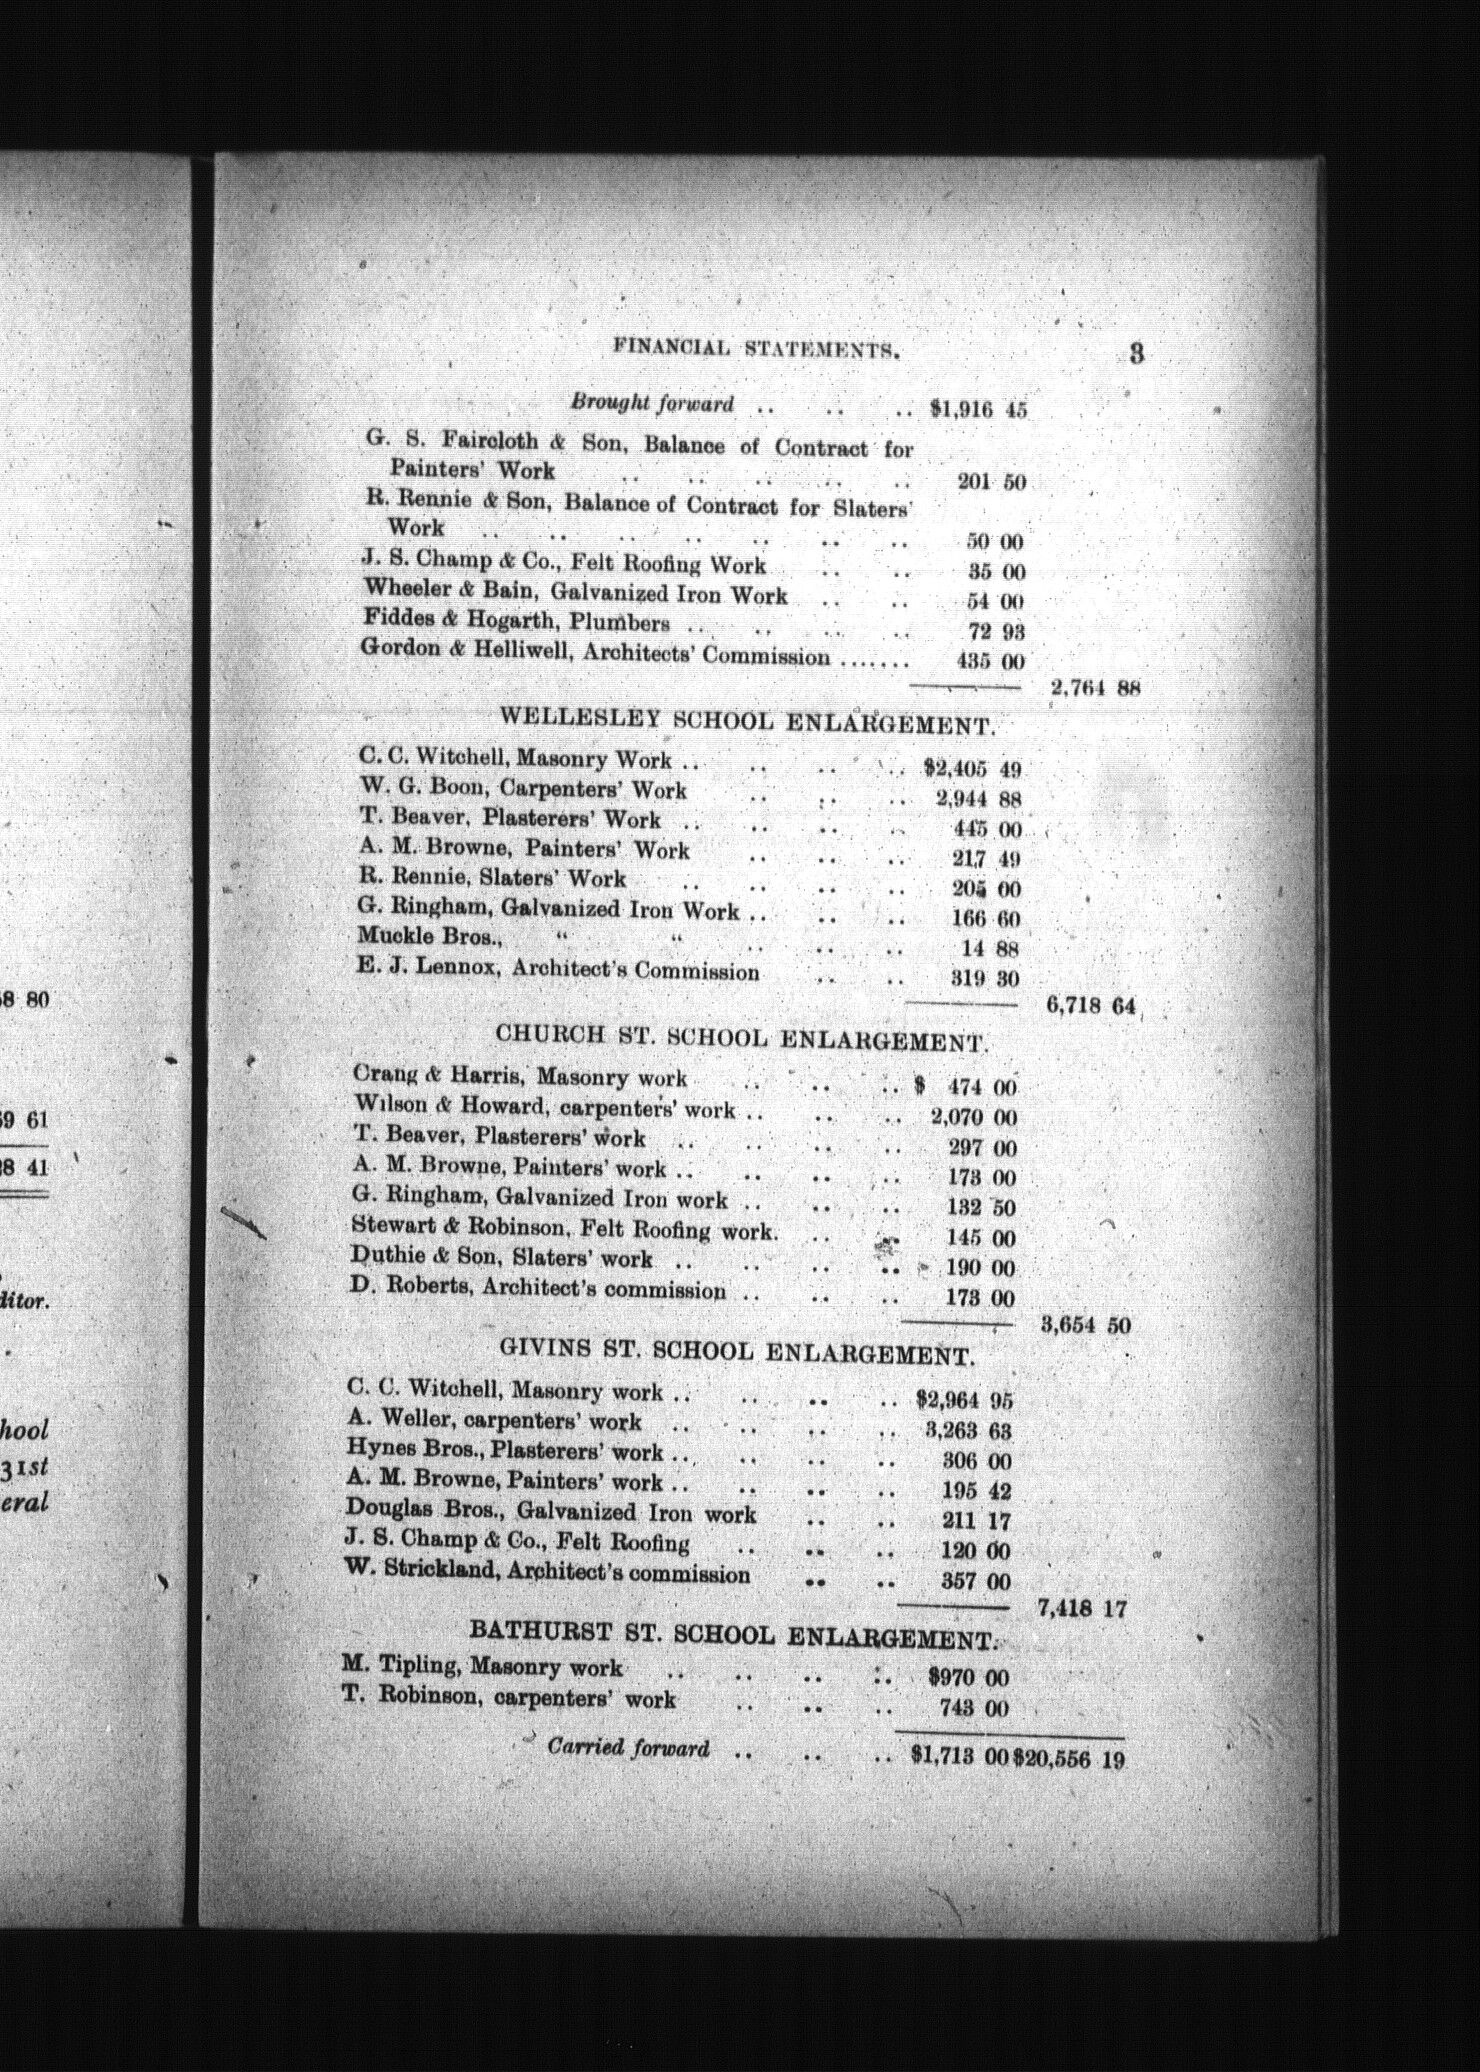 58 80
59 61
28 41
ditor.
hool
31st
eral
FINANCIAL STATEMENTS. 3
Brought forward .. .. .. $1,916 45
G. S. Faircloth & Son, Balance of Contract for
Painters' Work .. .. .. .. .. 201 50
R. Rennie & Son, Balance of Contract for Slaters'
Work .. .. .. .. .. .. .. 50 00
J. S. Champ & Co., Felt Roofing Work .. .. 35 00
Wheeler & Bain, Galvanized Iron Work .. .. 54 00
Fiddes & Hogarth, Plumbers .. .. .. .. 72 93
Gordon & Helliwell, Architects' Commission ....... 435 00
2,764 88
WELLESLEY SCHOOL ENLARGEMENT.
C. C. Witchell, Masonry Work .. .. .. .. $2,405 49
W. G. Boon, Carpenters' Work .. .. .. 2,944 88
T. Beaver, Plasterers' Work .. .. .. .. 445 00
A. M. Browne, Painters' Work .. .. .. 217 49
R. Rennie, Slaters' Work .. .. .. .. 205 00
G. Ringham, Galvanized Iron Work .. .. .. 166 60
Muckle Bros., “ “ .. .. .. 14 88
E. J. Lennox, Architect's Commission .. .. 319 30
6,718 64
CHURCH ST. SCHOOL ENLARGEMENT.
Crang & Harris, Masonry work .. .. .. $ 474 00
Wilson & Howard, carpenters' work .. .. .. 2,070 00
T. Beaver, Plasterers' work .. .. .. .. 297 00
A. M. Browne, Painters' work .. .. .. .. 173 00
G. Ringham, Galvanized Iron work .. .. .. 132 50
Stewart & Robinson, Felt Roofing work. .. .. 145 00
Duthie & Son, Slaters' work .. .. .. .. 190 00
D. Roberts, Architect's commission .. .. .. 173 00
3,654 50
GIVINS ST. SCHOOL ENLARGEMENT.
C. C. Witchell, Masonry work .. .. .. .. $2,964 95
A. Weller, carpenters' work .. .. .. .. 3,263 63
Hynes Bros., Plasterers' work .. .. .. .. 306 00
A. M. Browne, Painters' work .. .. .. .. 195 42
Douglas Bros., Galvanized Iron work .. .. 211 17
J. S. Champ & Co., Felt Roofing .. .. .. 120 00
W. Strickland, Architect's commission .. .. 357 00
7,418 17
BATHURST ST. SCHOOL ENLARGEMENT.
M. Tipling, Masonry work .. .. .. .. $970 00
T. Robinson, carpenters' work .. .. .. 743 00
Carried forward .. .. .. $1,713 00 $20,556 19